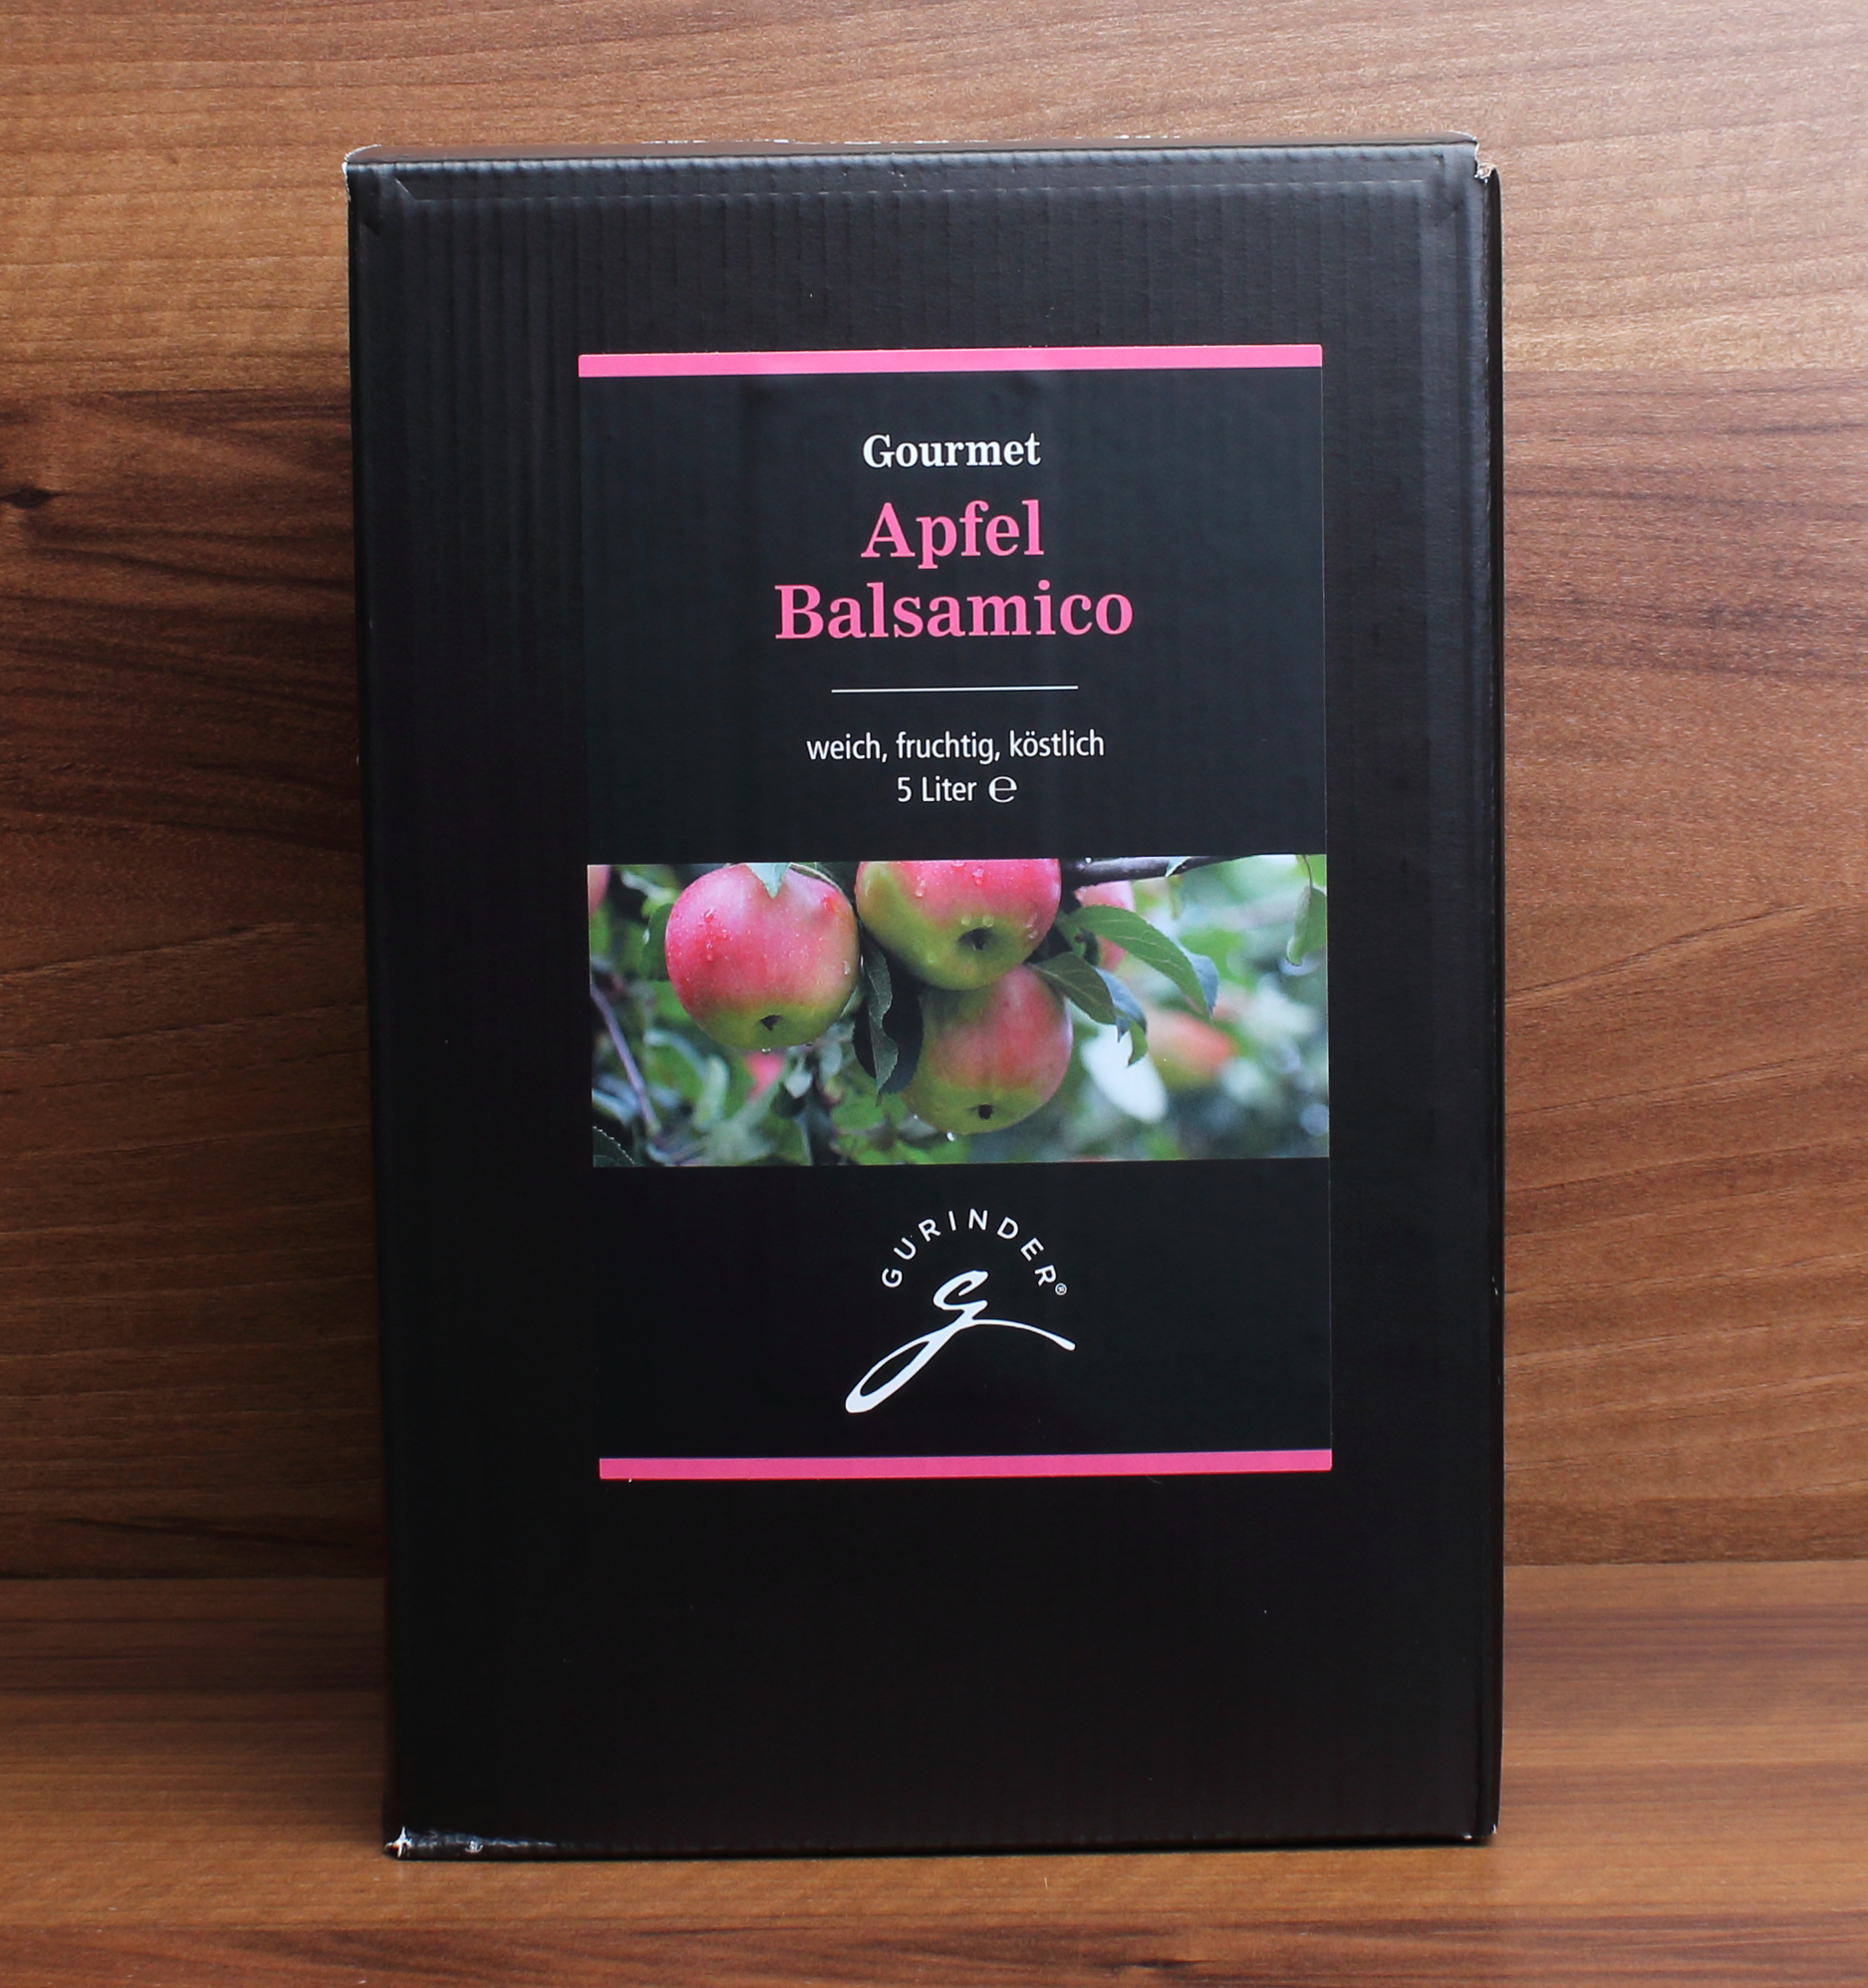 Gourmet
Apfel
Balsamico
weich, fruchtig, köstlich
5 Liter ℮
GURINDER®
g